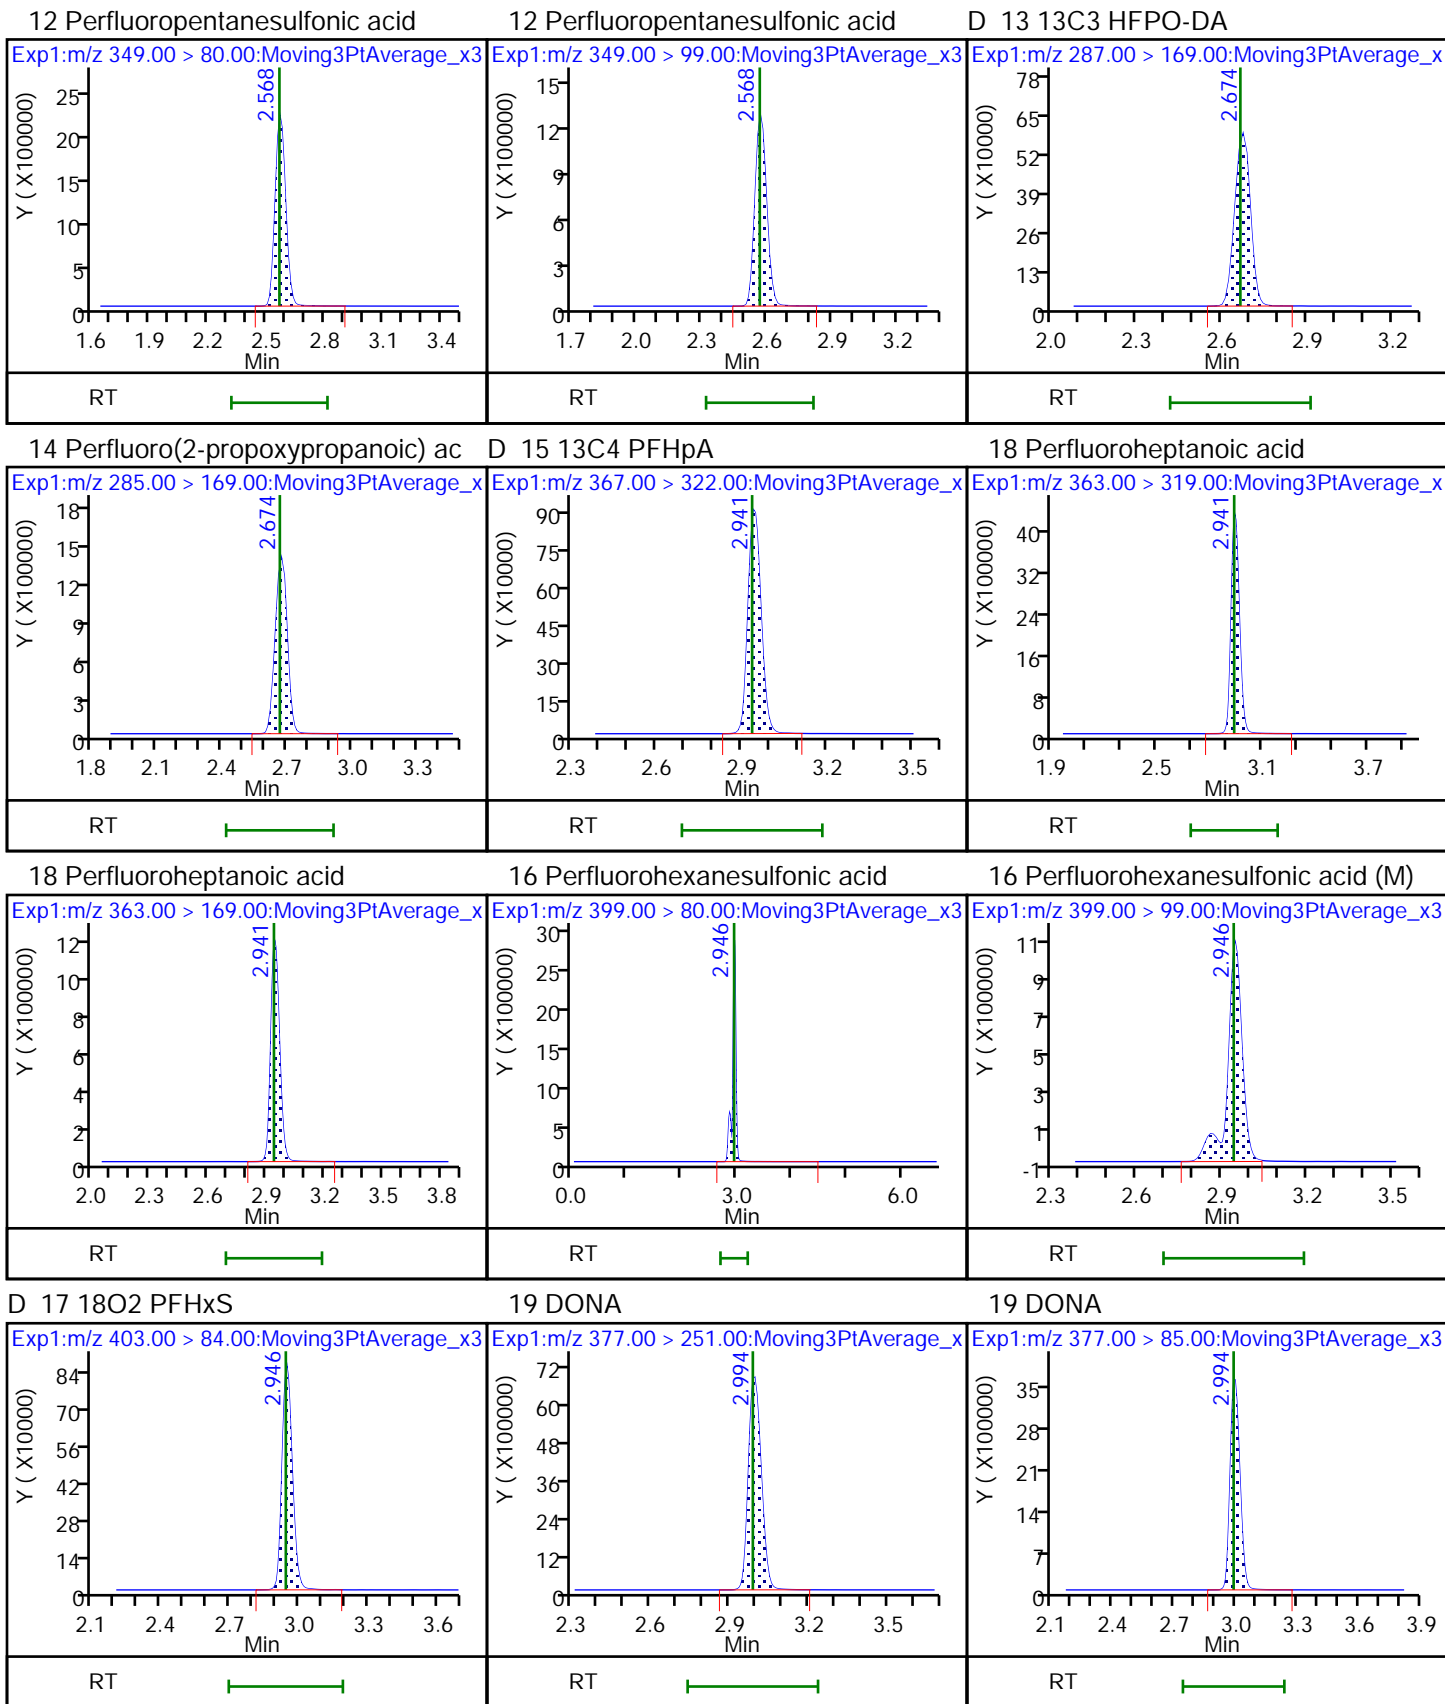 12 Perfluoropentanesulfonic acid
Exp1:m/z 349.00 > 80.00:Moving3PtAverage_x3
Y ( X100000)
25
20
15
10
5
0
2.568
1.6 1.9 2.2 2.5 2.8 3.1 3.4
Min
RT
12 Perfluoropentanesulfonic acid
Exp1:m/z 349.00 > 99.00:Moving3PtAverage_x3
Y ( X100000)
15
12
9
6
3
0
2.568
1.7 2.0 2.3 2.6 2.9 3.2
Min
RT
D 13 13C3 HFPO-DA
Exp1:m/z 287.00 > 169.00:Moving3PtAverage_x
Y ( X100000)
78
65
52
39
26
13
0
2.674
2.0 2.3 2.6 2.9 3.2
Min
RT
14 Perfluoro(2-propoxypropanoic) ac
Exp1:m/z 285.00 > 169.00:Moving3PtAverage_x
Y ( X100000)
18
15
12
9
6
3
0
2.674
1.8 2.1 2.4 2.7 3.0 3.3
Min
RT
D 15 13C4 PFHpA
Exp1:m/z 367.00 > 322.00:Moving3PtAverage_x
Y ( X10000)
90
75
60
45
30
15
0
2.941
2.3 2.6 2.9 3.2 3.5
Min
RT
18 Perfluoroheptanoic acid
Exp1:m/z 363.00 > 319.00:Moving3PtAverage_x
Y ( X100000)
40
32
24
16
8
0
2.941
1.9 2.5 3.1 3.7
Min
RT
18 Perfluoroheptanoic acid
Exp1:m/z 363.00 > 169.00:Moving3PtAverage_x
Y ( X100000)
12
10
8
6
4
2
0
2.941
2.0 2.3 2.6 2.9 3.2 3.5 3.8
Min
RT
16 Perfluorohexanesulfonic acid
Exp1:m/z 399.00 > 80.00:Moving3PtAverage_x3
Y ( X100000)
30
25
20
15
10
5
0
2.946
0.0 3.0 6.0
Min
RT
16 Perfluorohexanesulfonic acid (M)
Exp1:m/z 399.00 > 99.00:Moving3PtAverage_x3
Y ( X100000)
11
9
7
5
3
1
-1
2.946
2.3 2.6 2.9 3.2 3.5
Min
RT
D 17 18O2 PFHxS
Exp1:m/z 403.00 > 84.00:Moving3PtAverage_x3
Y ( X100000)
84
70
56
42
28
14
0
2.946
2.1 2.4 2.7 3.0 3.3 3.6
Min
RT
19 DONA
Exp1:m/z 377.00 > 251.00:Moving3PtAverage_x
Y ( X100000)
72
60
48
36
24
12
0
2.994
2.3 2.6 2.9 3.2 3.5
Min
RT
19 DONA
Exp1:m/z 377.00 > 85.00:Moving3PtAverage_x3
Y ( X100000)
35
28
21
14
7
0
2.994
2.1 2.4 2.7 3.0 3.3 3.6 3.9
Min
RT